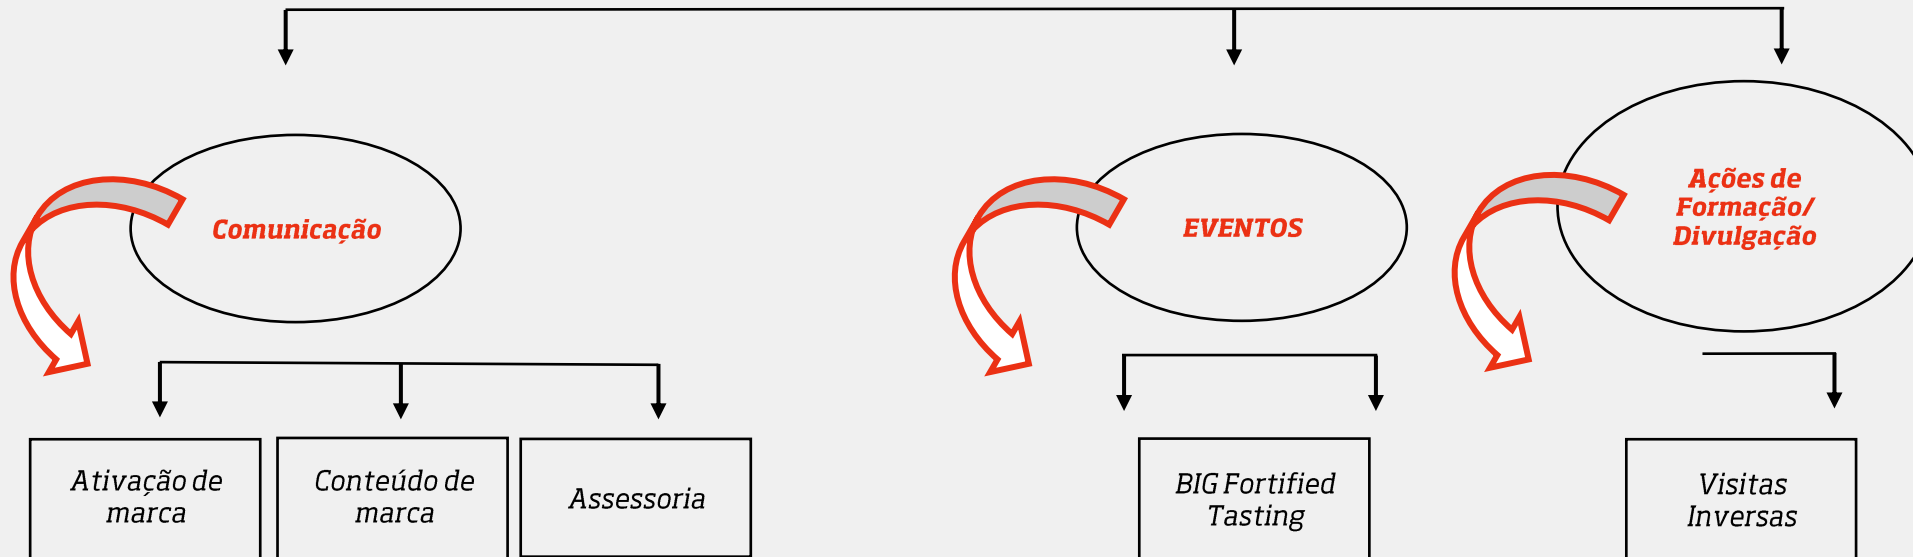 Comunicação
EVENTOS
Ações de
Formação/
Divulgação
Ativação de
marca
Conteúdo de
marca
Assessoria
BIG Fortified
Tasting
Visitas
Inversas